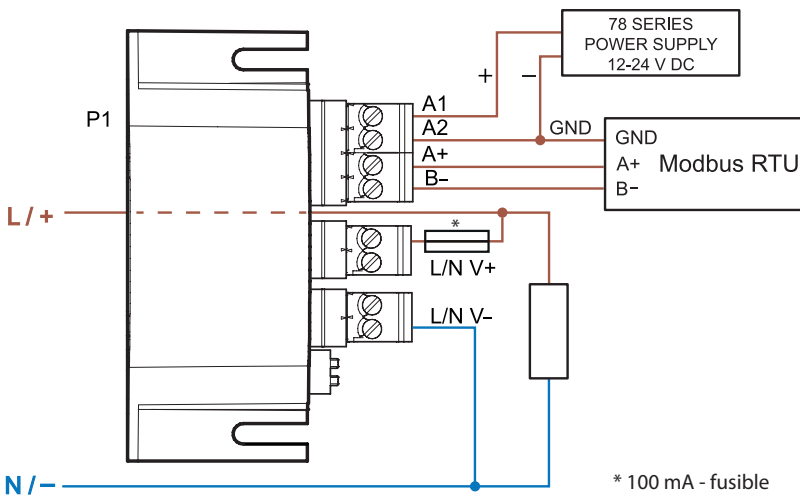 78 SERIES
POWER SUPPLY
12-24 V DC
+
−
P1
A1
A2
GND
A+
B−
GND
A+ Modbus RTU
B−
L / +
*
L/N V+
L/N V−
N / −
* 100 mA - fusible